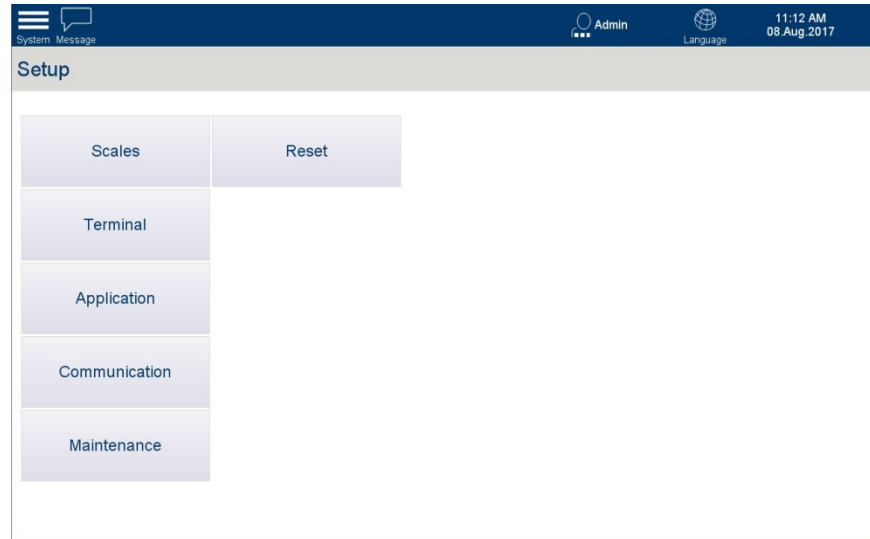 System Message
Admin
Language
11:12 AM
08.Aug.2017
Setup
Scales
Reset
Terminal
Application
Communication
Maintenance